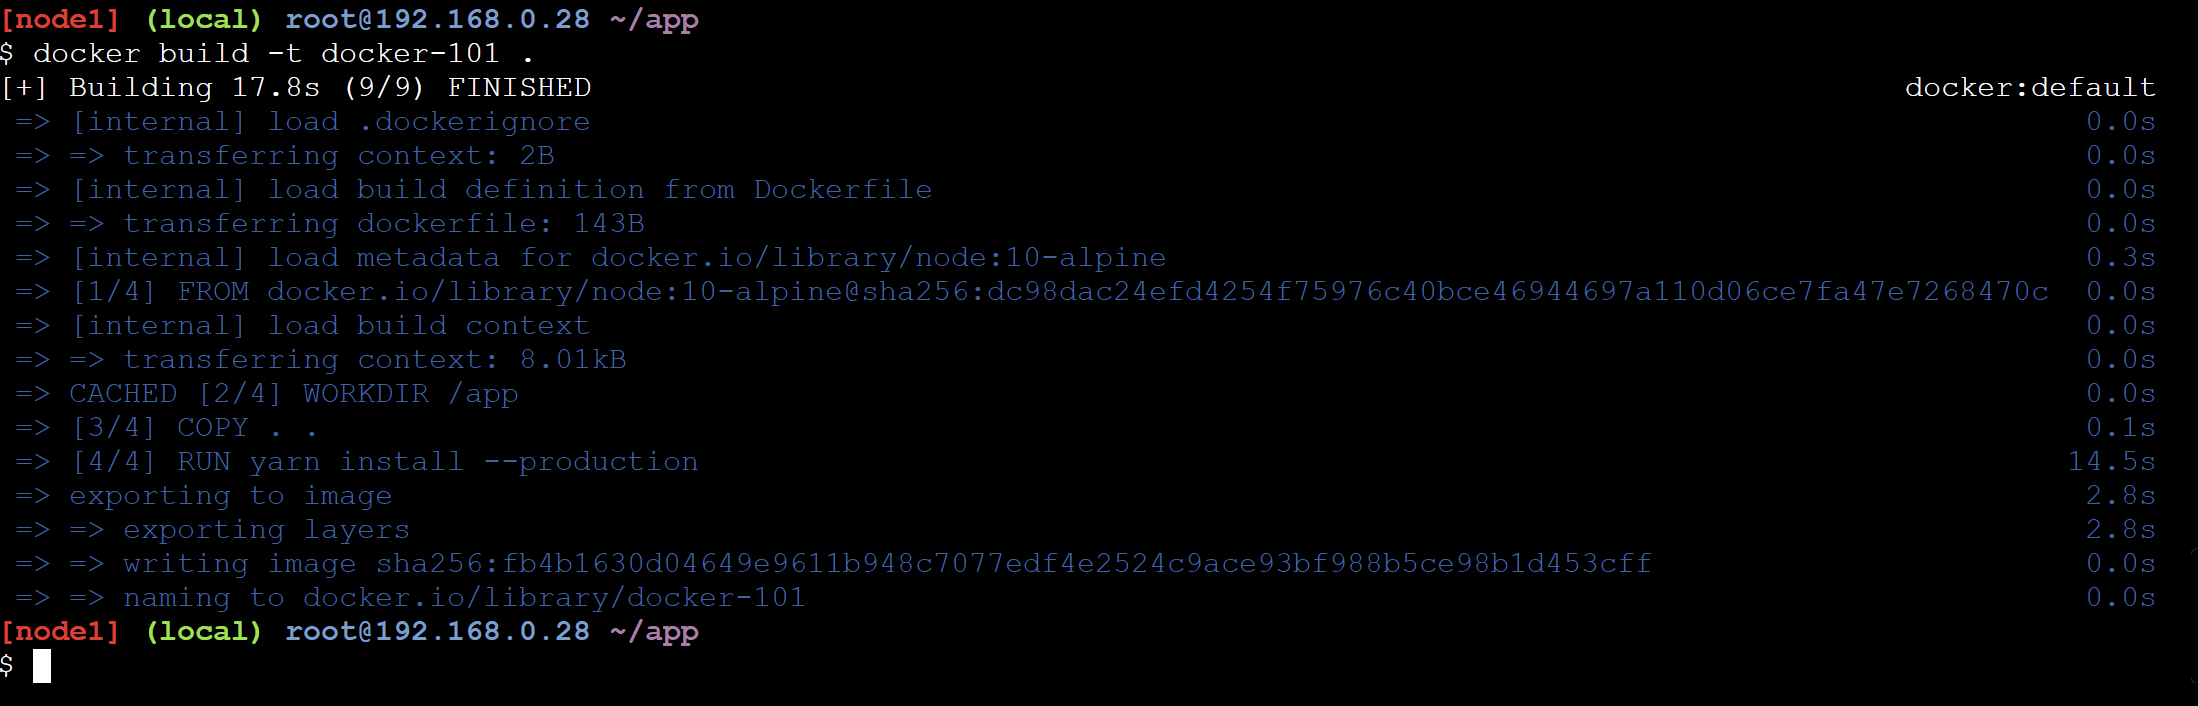 [node1] (local) root@192.168.0.28 ~/app
$ docker build -t docker-101 .
[+] Building 17.8s (9/9) FINISHED docker:default
=> [internal] load .dockerignore 0.0s
=> => transferring context: 2B 0.0s
=> [internal] load build definition from Dockerfile 0.0s
=> => transferring dockerfile: 143B 0.0s
=> [internal] load metadata for docker.io/library/node:10-alpine 0.3s
=> [1/4] FROM docker.io/library/node:10-alpine@sha256:dc98dac24efd4254f75976c40bce46944697a110d06ce7fa47e7268470c 0.0s
=> [internal] load build context 0.0s
=> => transferring context: 8.01kB 0.0s
=> CACHED [2/4] WORKDIR /app 0.0s
=> [3/4] COPY . . 0.1s
=> [4/4] RUN yarn install --production 14.5s
=> exporting to image 2.8s
=> => exporting layers 2.8s
=> => writing image sha256:fb4b1630d04649e9611b948c7077edf4e2524c9ace93bf988b5ce98b1d453cff 0.0s
=> => naming to docker.io/library/docker-101 0.0s
[node1] (local) root@192.168.0.28 ~/app
$